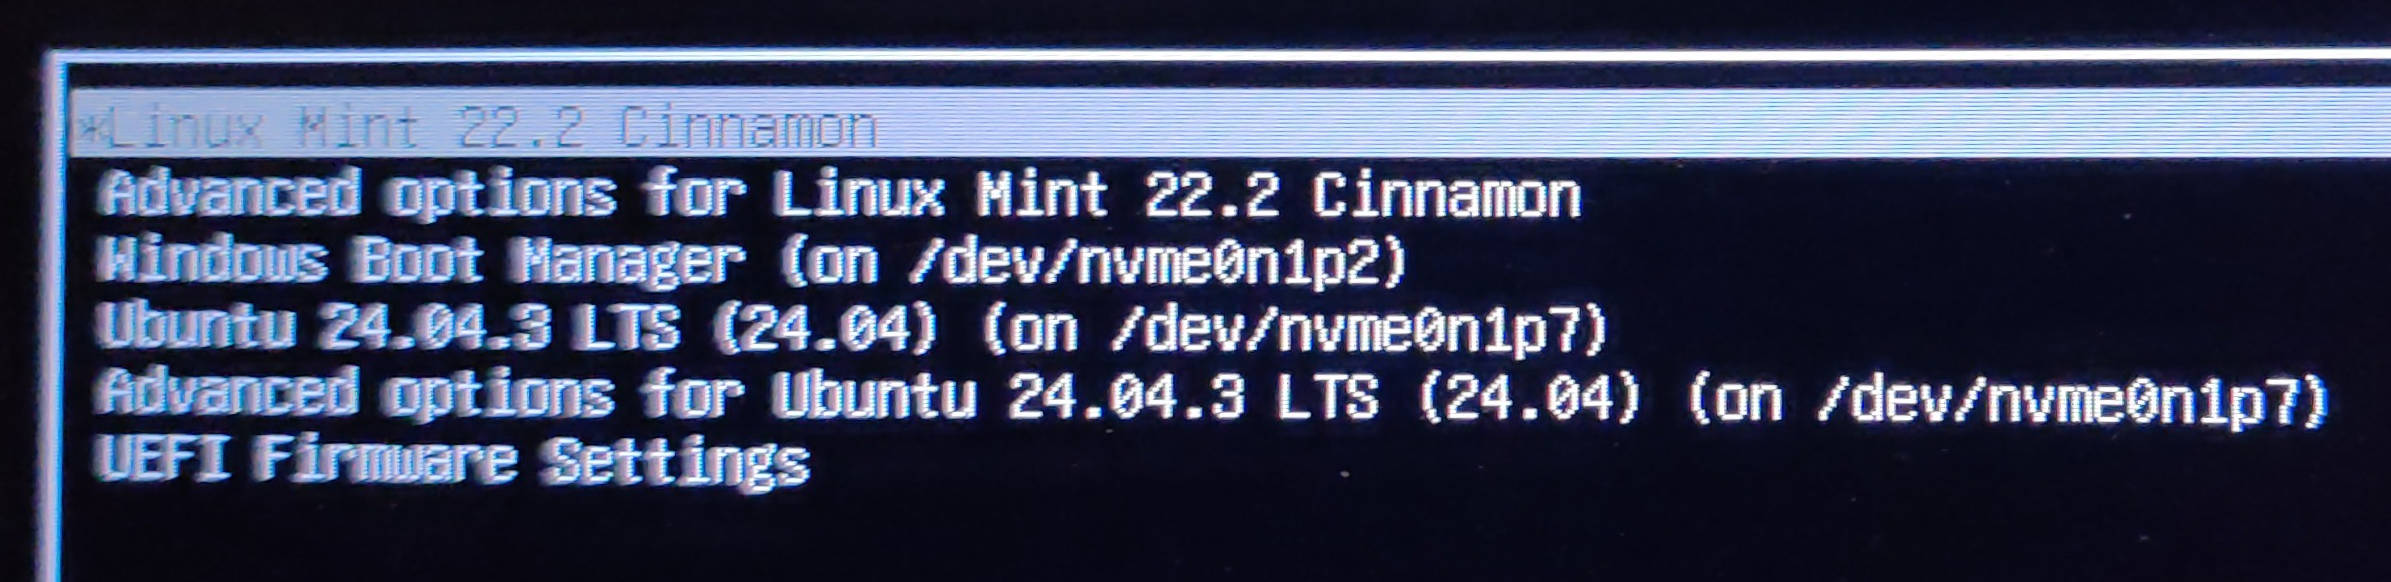 *Linux Mint 22.2 Cinnamon
Advanced options for Linux Mint 22.2 Cinnamon
Windows Boot Manager (on /dev/nvme0n1p2)
Ubuntu 24.04.3 LTS (24.04) (on /dev/nvme0n1p7)
Advanced options for Ubuntu 24.04.3 LTS (24.04) (on /dev/nvme0n1p7)
UEFI Firmware Settings